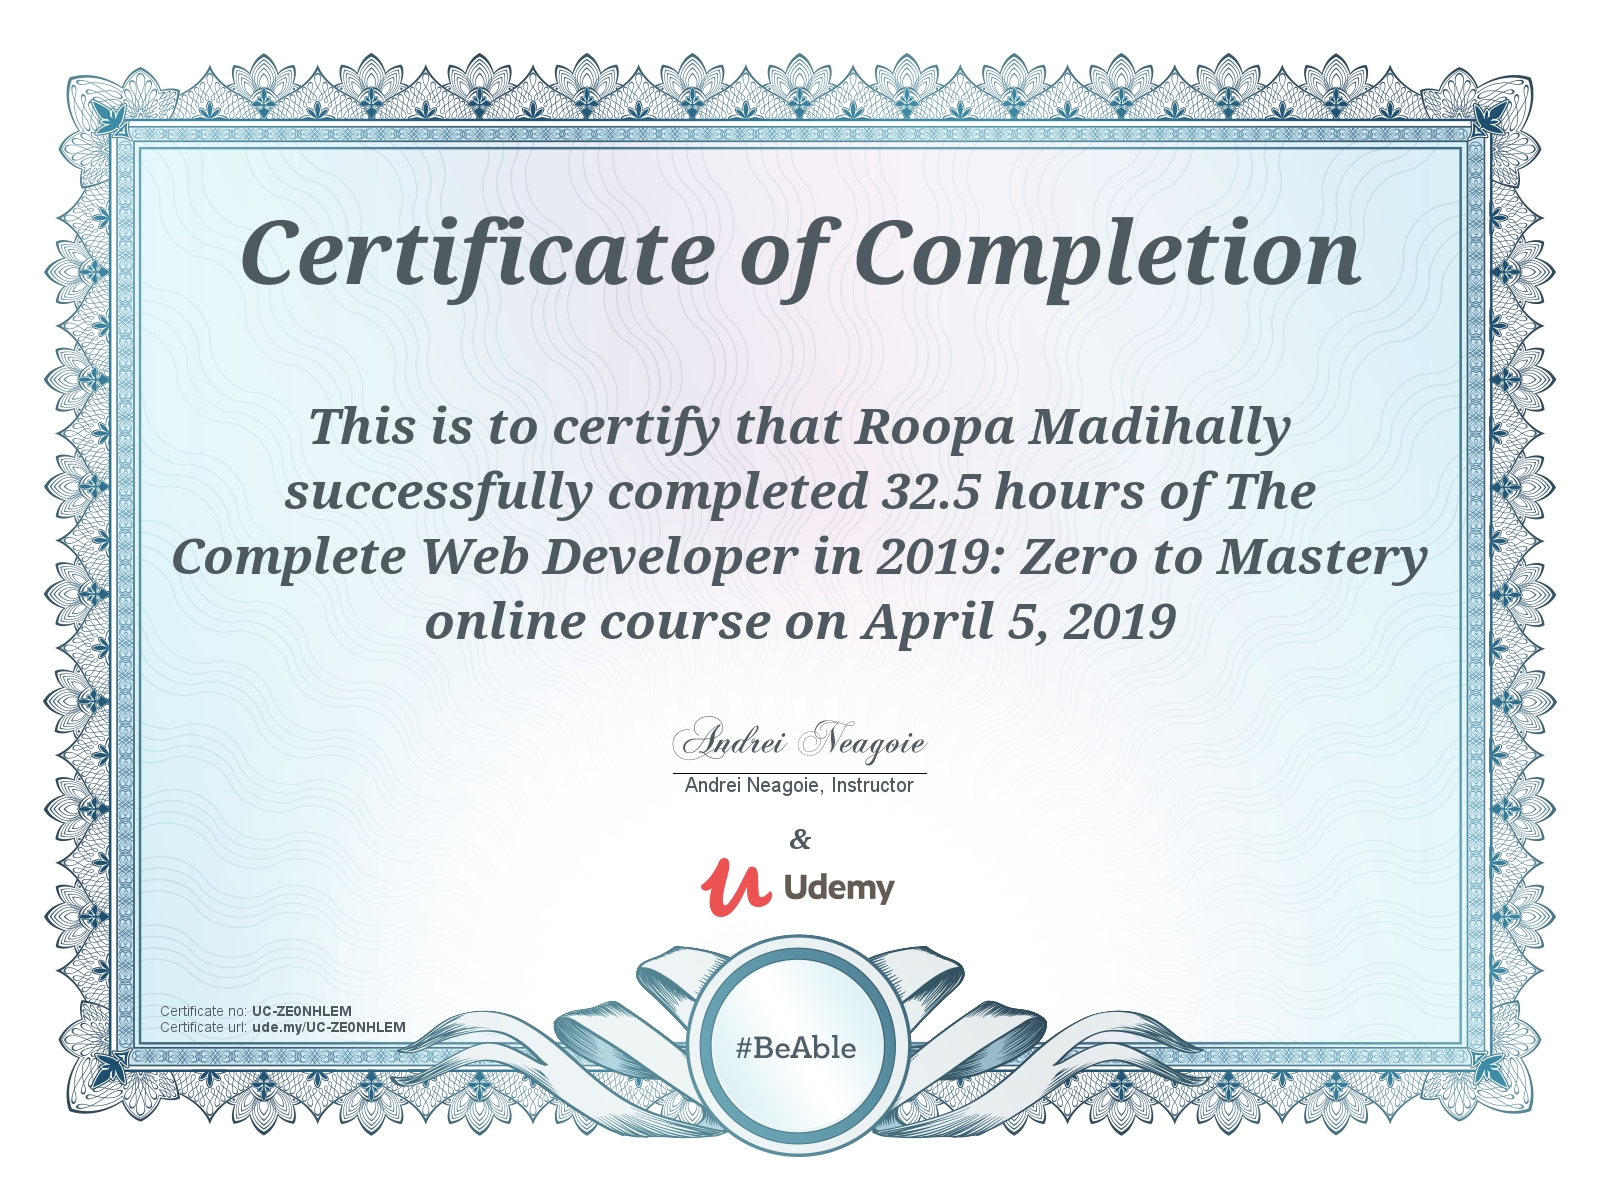 Certificate of Completion
This is to certify that Roopa Madihally
successfully completed 32.5 hours of The
Complete Web Developer in 2019: Zero to Mastery
online course on April 5, 2019
Andrei Neagoie
Andrei Neagoie, Instructor
&
Udemy
Certificate no: UC-ZE0NHLEM
Certificate url: ude.my/UC-ZE0NHLEM
#BeAble